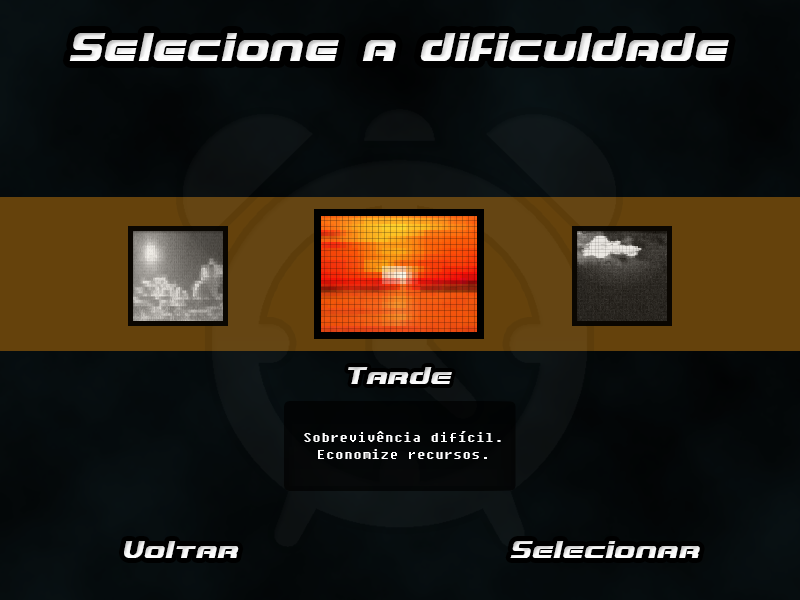 Selecione a dificuldade
Tarde
Sobrevivência difícil.
Economize recursos.
Voltar
Selecionar